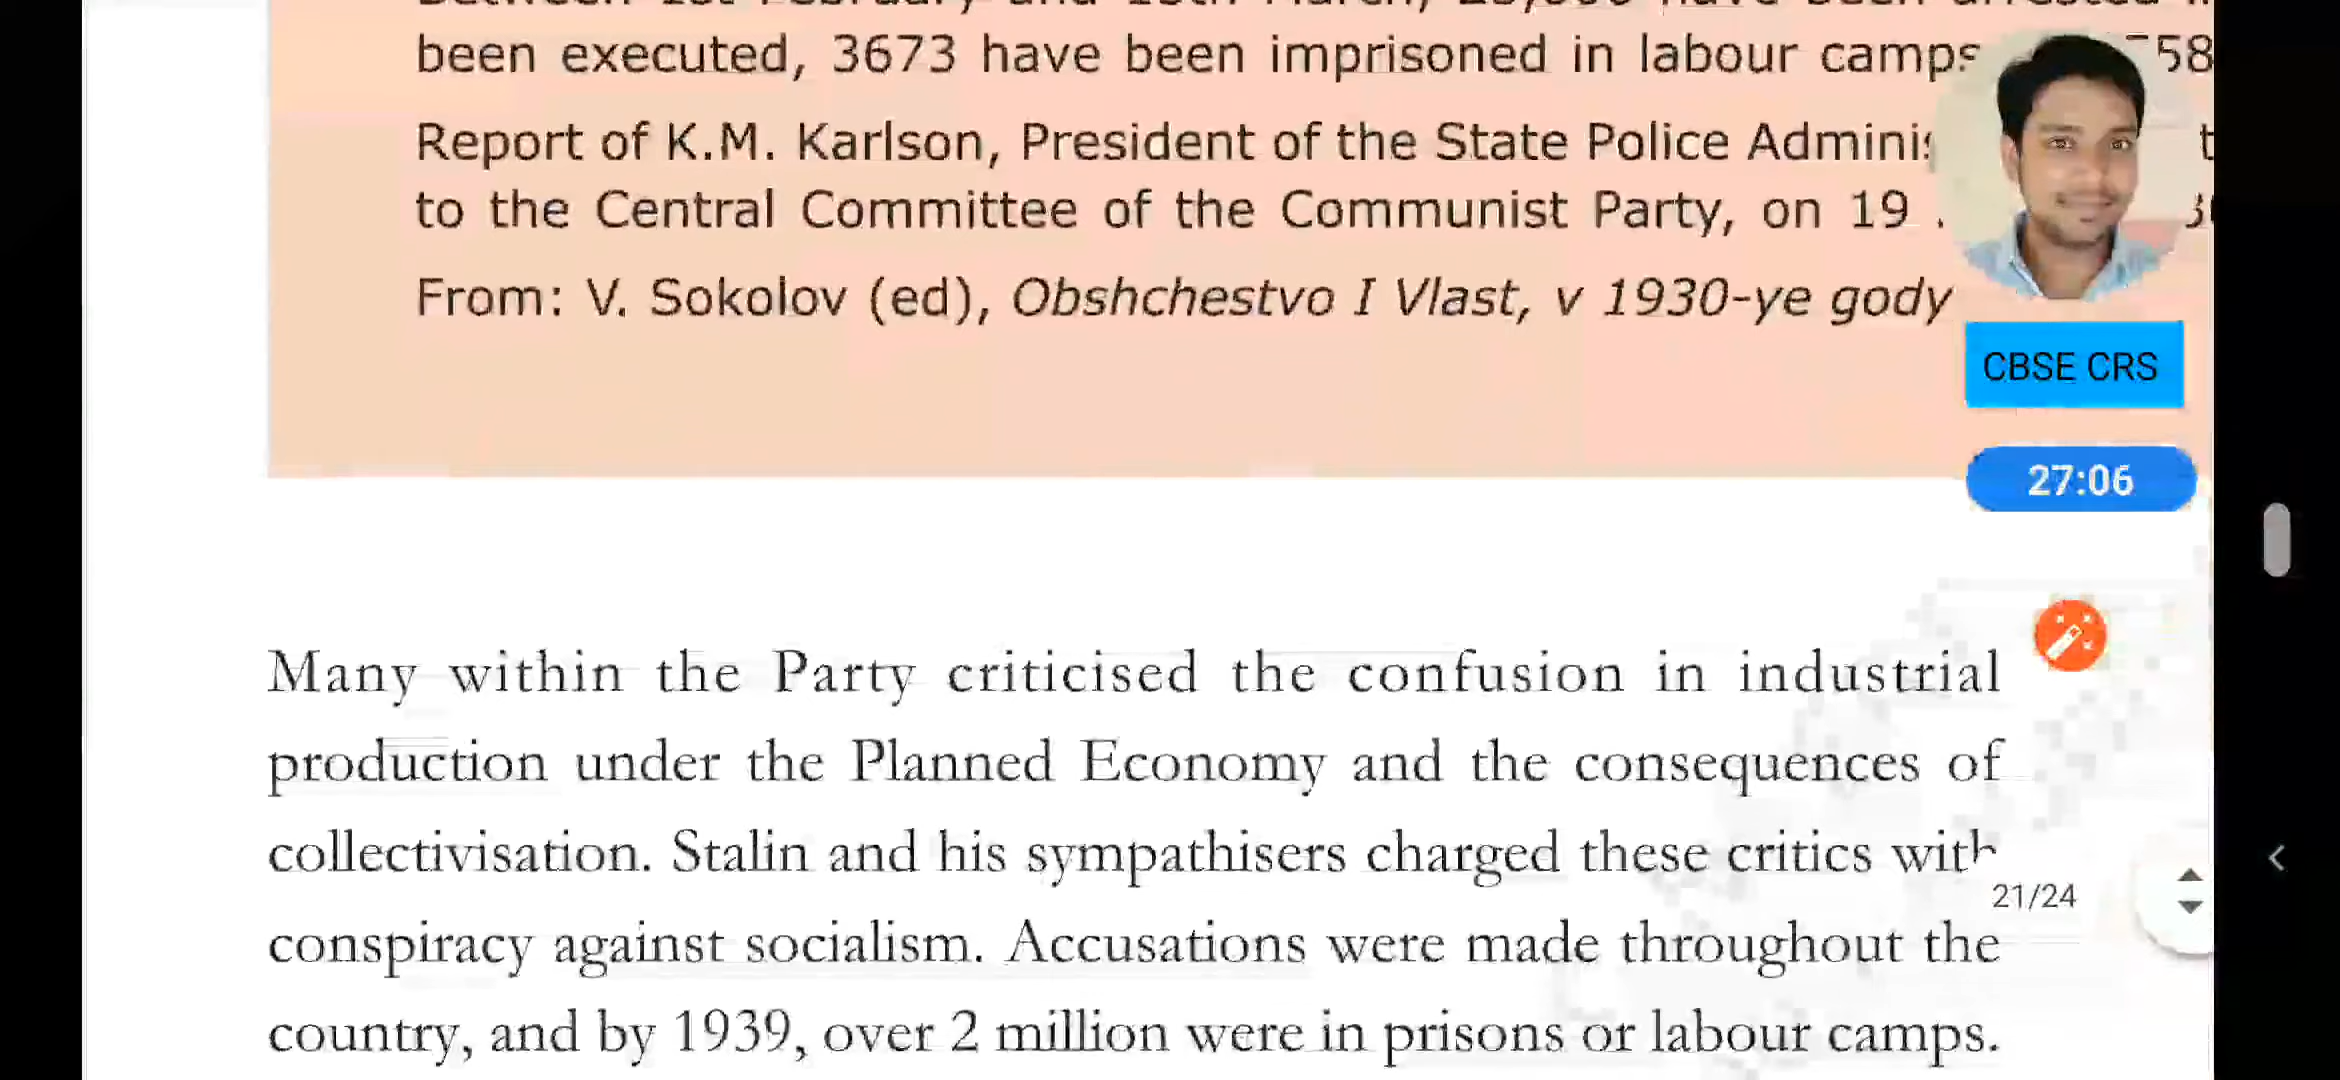 been executed, 3673 have been imprisoned in labour camps 58
Report of K.M. Karlson, President of the State Police
to the Central Committee of the Communist Party, on 19
From: V. Sokolov (ed), Obshchestvo I Vlast, v 1930-ye gody
CBSE CRS
27:06
Many within the Party criticised the confusion in industrial
production under the Planned Economy and the consequences of
collectivisation. Stalin and his sympathisers charged these critics with
21/24
conspiracy against socialism. Accusations were made throughout the
country, and by 1939, over 2 million were in prisons or labour camps.